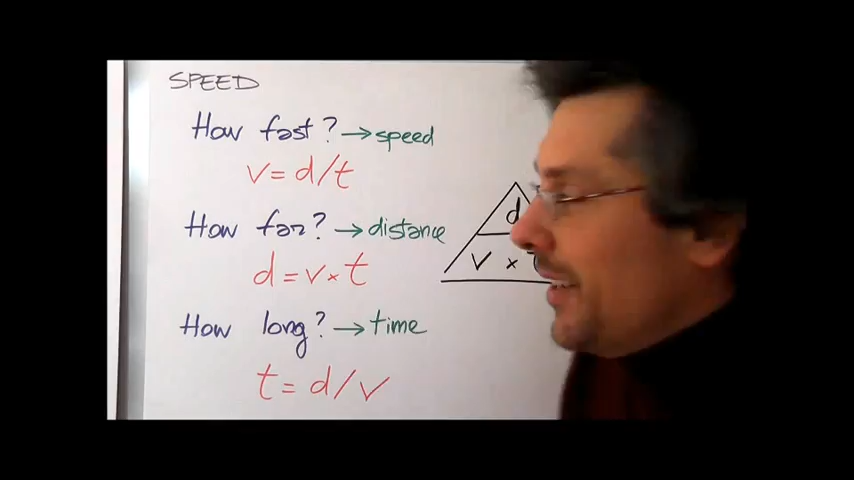 SPEED
How fast? → speed
v = d/t
How far? → distance
d = v × t
How long? → time
t = d/v
d
v ×